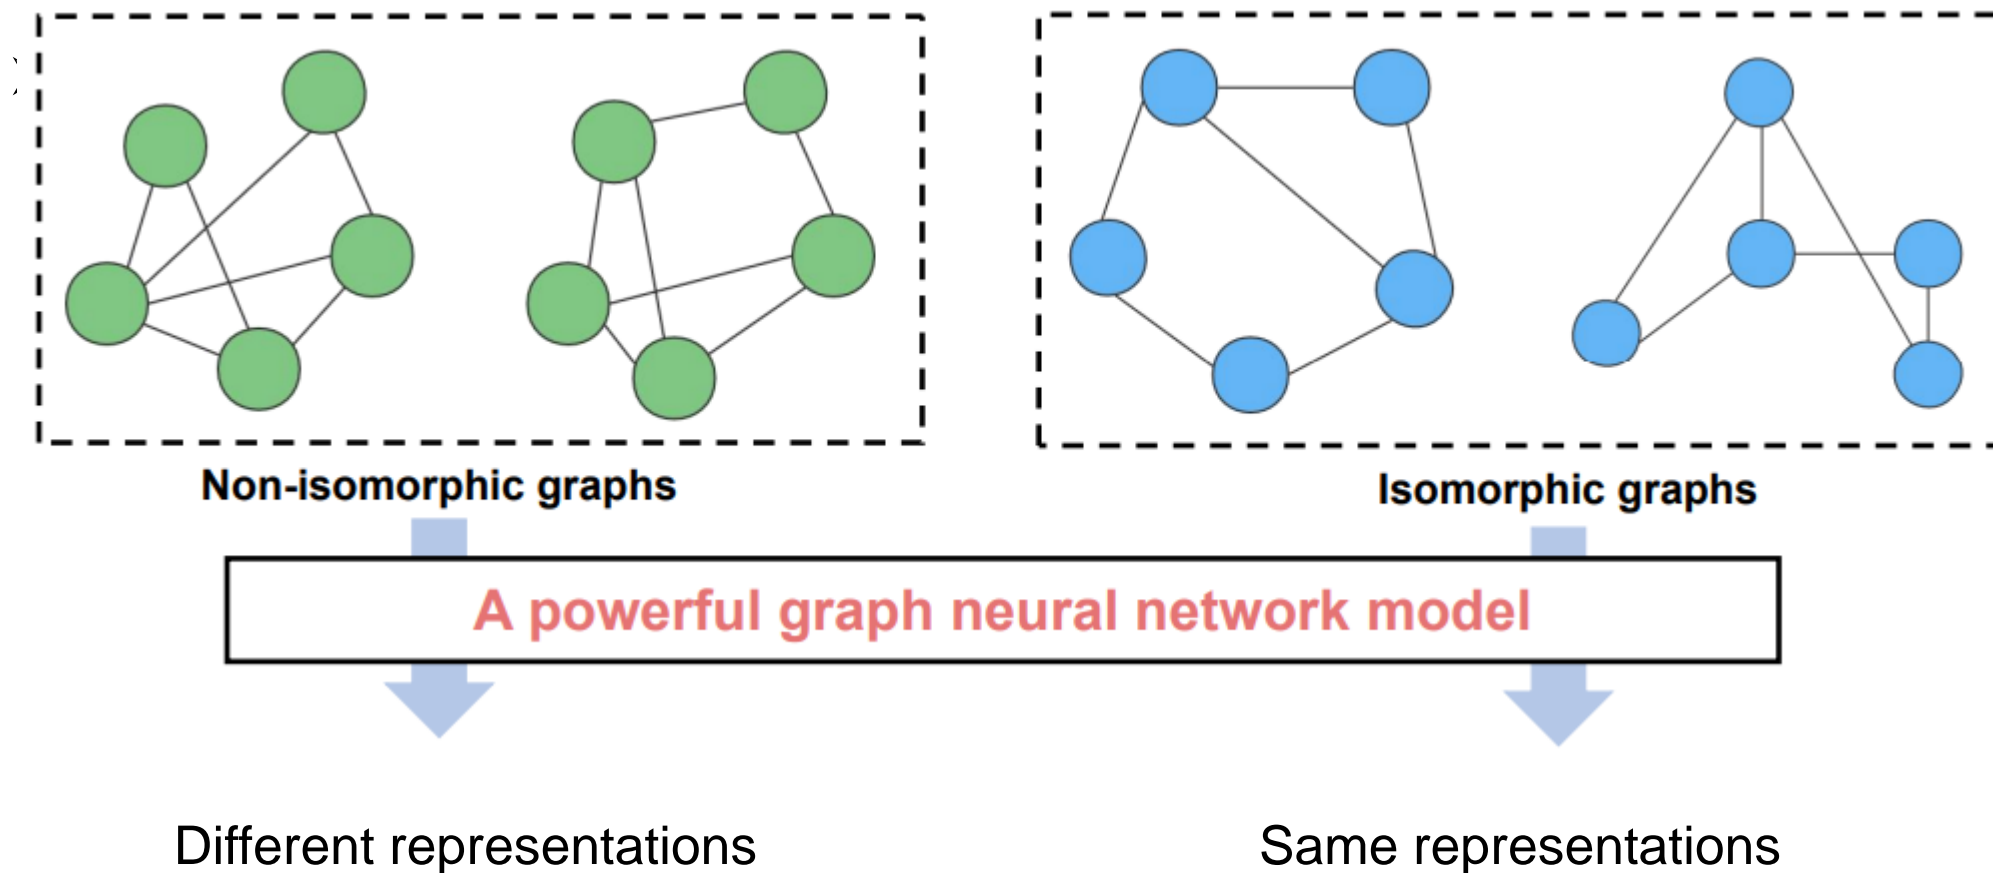 Non-isomorphic graphs
Isomorphic graphs
A powerful graph neural network model
Different representations
Same representations